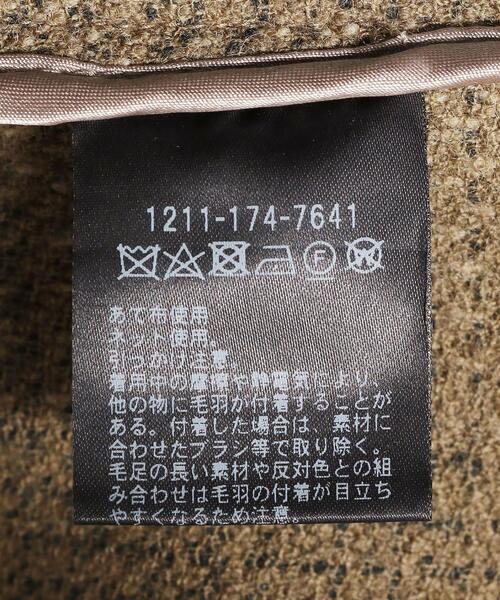 1211-174-7641
F
W
あて布使用。
ネット使用。
引っかけ注意。
着用中の摩擦や静電気により、
他の物に毛羽が付着することが
ある。付着した場合は、素材に
合わせたブラシ等で取り除く。
毛足の長い素材や反対色との組
み合わせは毛羽の付着が目立ち
やすくなるため注意。